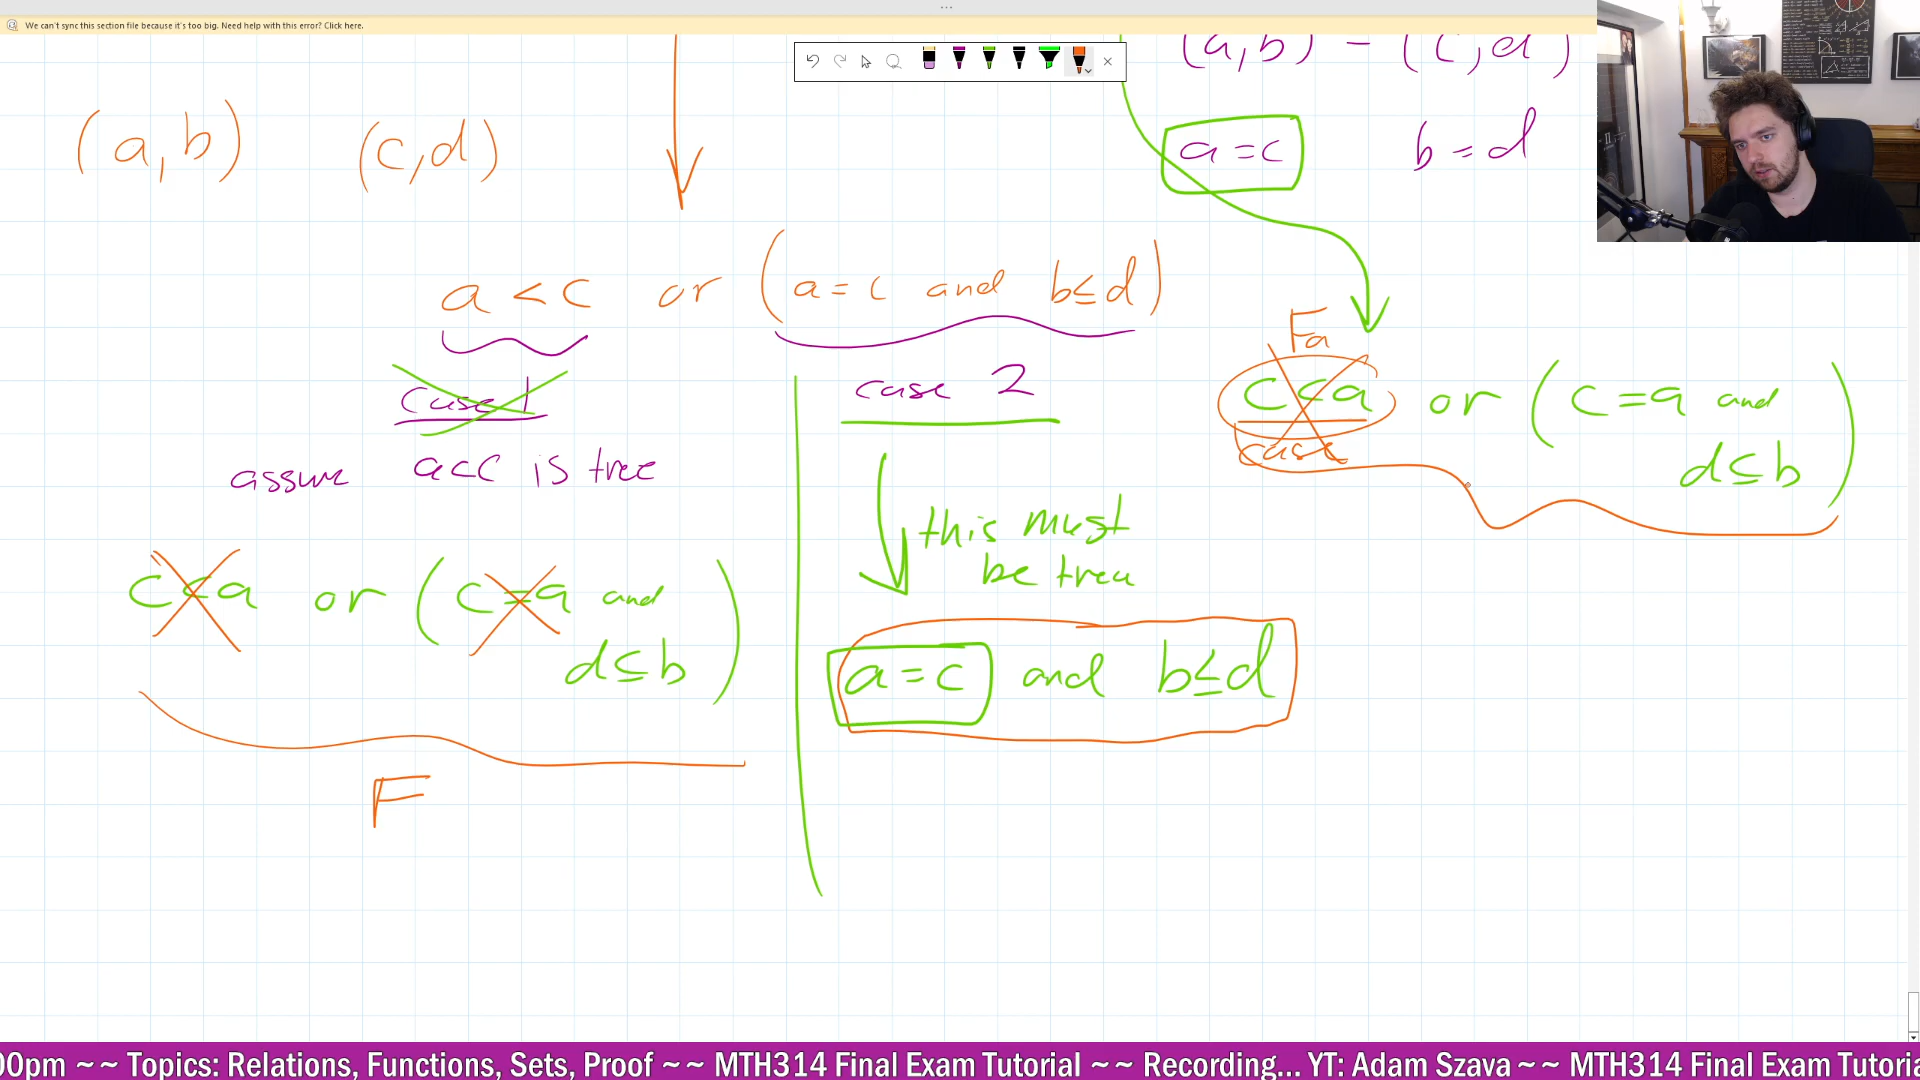 We can't sync this section file because it's too big. Need help with this error? Click here.
(a,b) = (c,d)
(a,b) (c,d)
a=c b=d
a < c or (a=c and b≤d)
case 1
case 2
assume a<c is true
Fa
c<a or (c=a and
d≤b)
case
this must
be true
c<a or (c=a and
d≤b)
F
a=c and b≤d
00pm ~~ Topics: Relations, Functions, Sets, Proof ~~ MTH314 Final Exam Tutorial ~~ Recording... YT: Adam Szava ~~ MTH314 Final Exam Tutoria